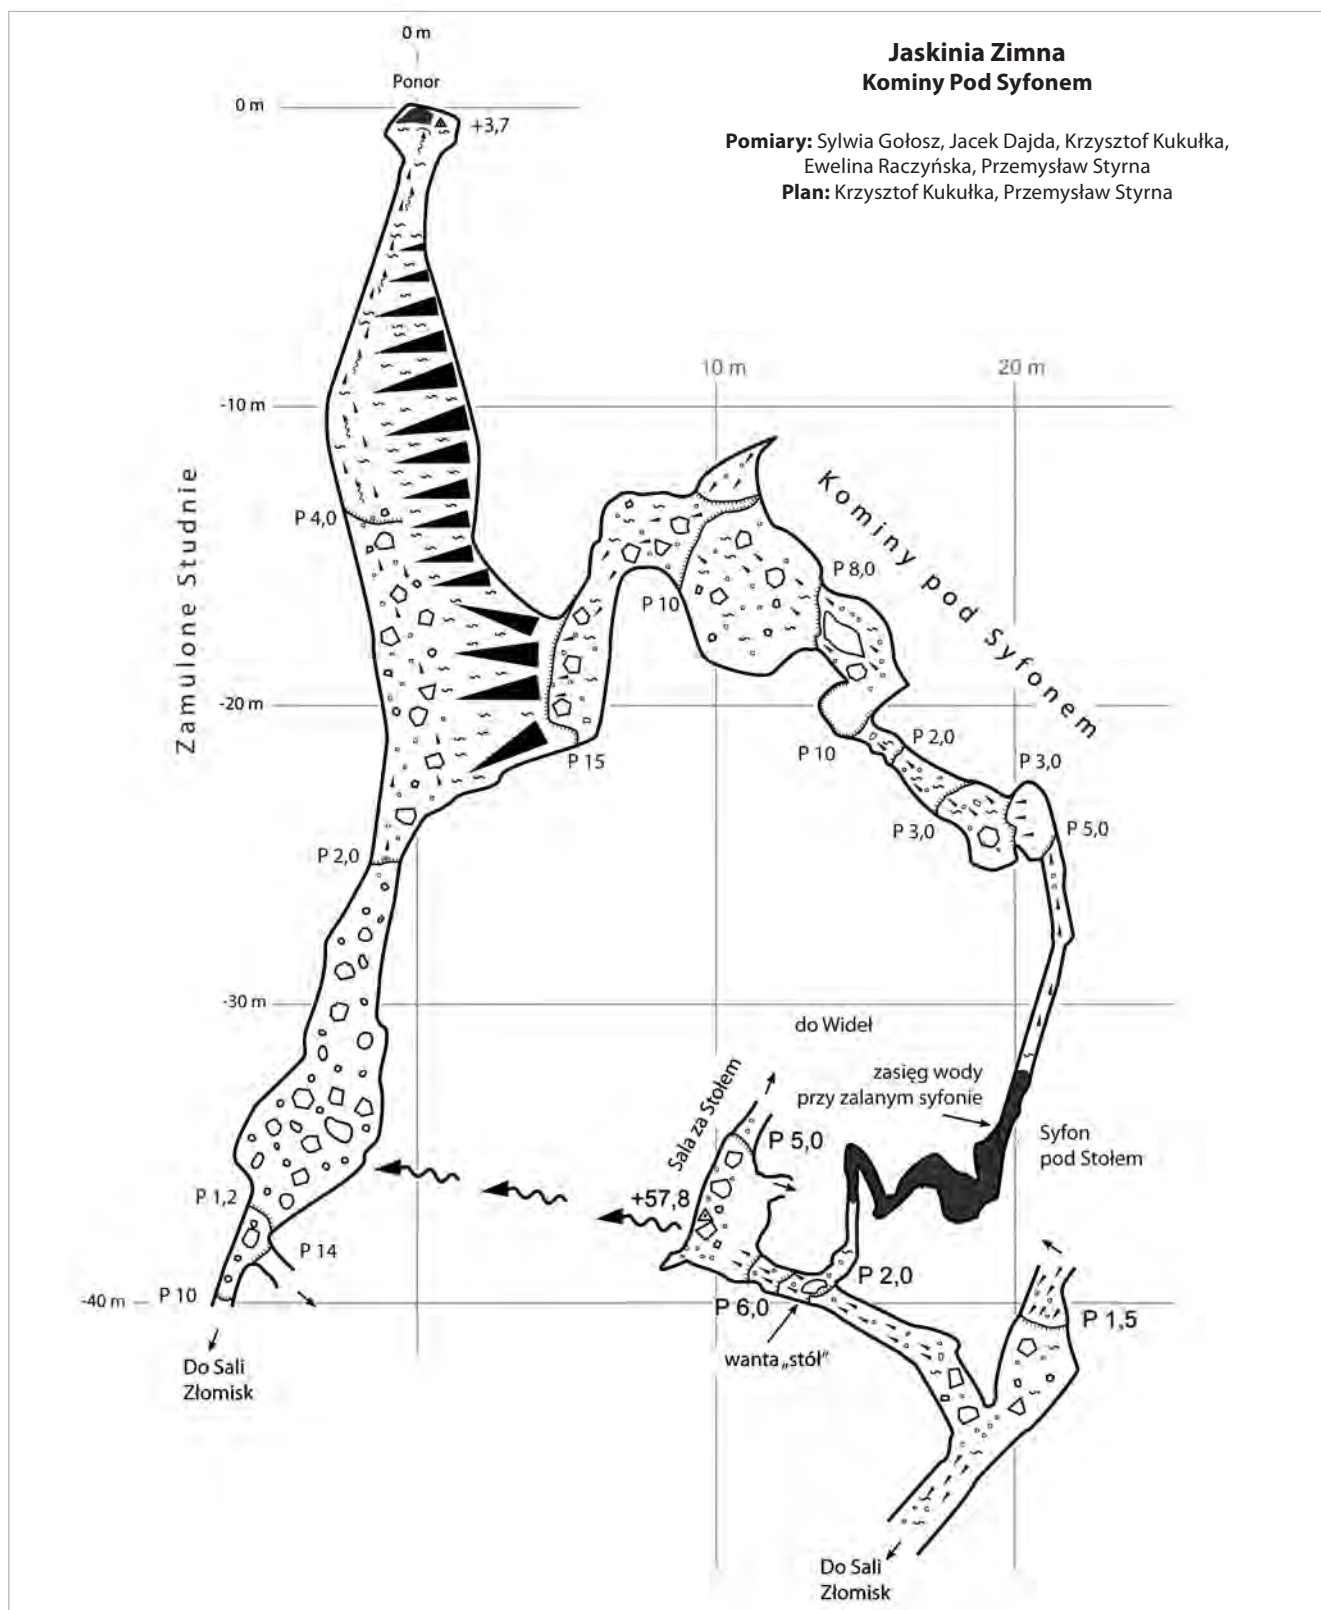 Jaskinia Zimna
Kominy Pod Syfonem
Pomiary: Sylwia Gołosz, Jacek Dajda, Krzysztof Kukułka,
Ewelina Raczyńska, Przemysław Styrna
Plan: Krzysztof Kukułka, Przemysław Styrna
0 m
Ponor
0 m
+3,7
10 m
20 m
-10 m
Zamulone Studnie
Kominy pod Syfonem
P 4,0
P 8,0
P 10
-20 m
P 10
P 2,0
P 15
P 3,0
P 3,0
P 5,0
P 2,0
-30 m
do Wideł
zasięg wody
przy zalanym syfonie
Sala za Stołem
P 5,0
Syfon
pod Stołem
+57,8
P 1,2
P 14
P 10
-40 m
P 2,0
P 6,0
P 1,5
wanta „stół"
Do Sali
Złomisk
Do Sali
Złomisk